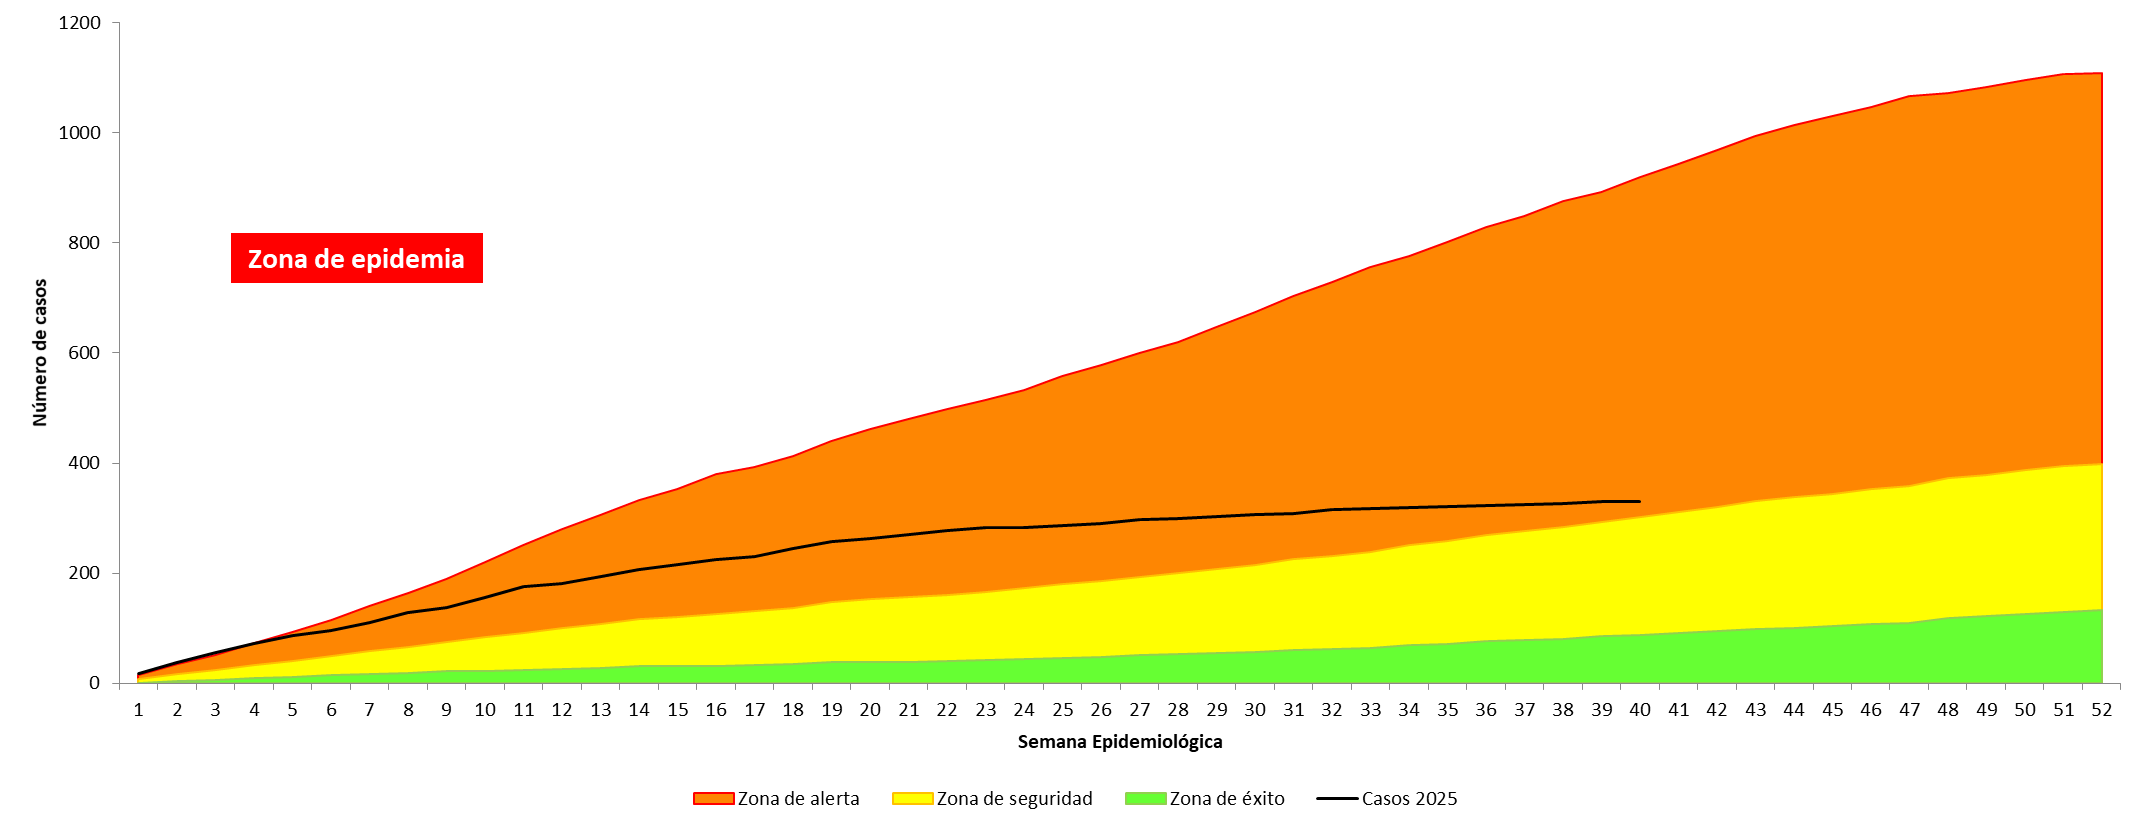 1200
1000
800
600
400
200
0
Número de casos
Zona de epidemia
1 2 3 4 5 6 7 8 9 10 11 12 13 14 15 16 17 18 19 20 21 22 23 24 25 26 27 28 29 30 31 32 33 34 35 36 37 38 39 40 41 42 43 44 45 46 47 48 49 50 51 52
Semana Epidemiológica
Zona de alerta Zona de seguridad Zona de éxito Casos 2025